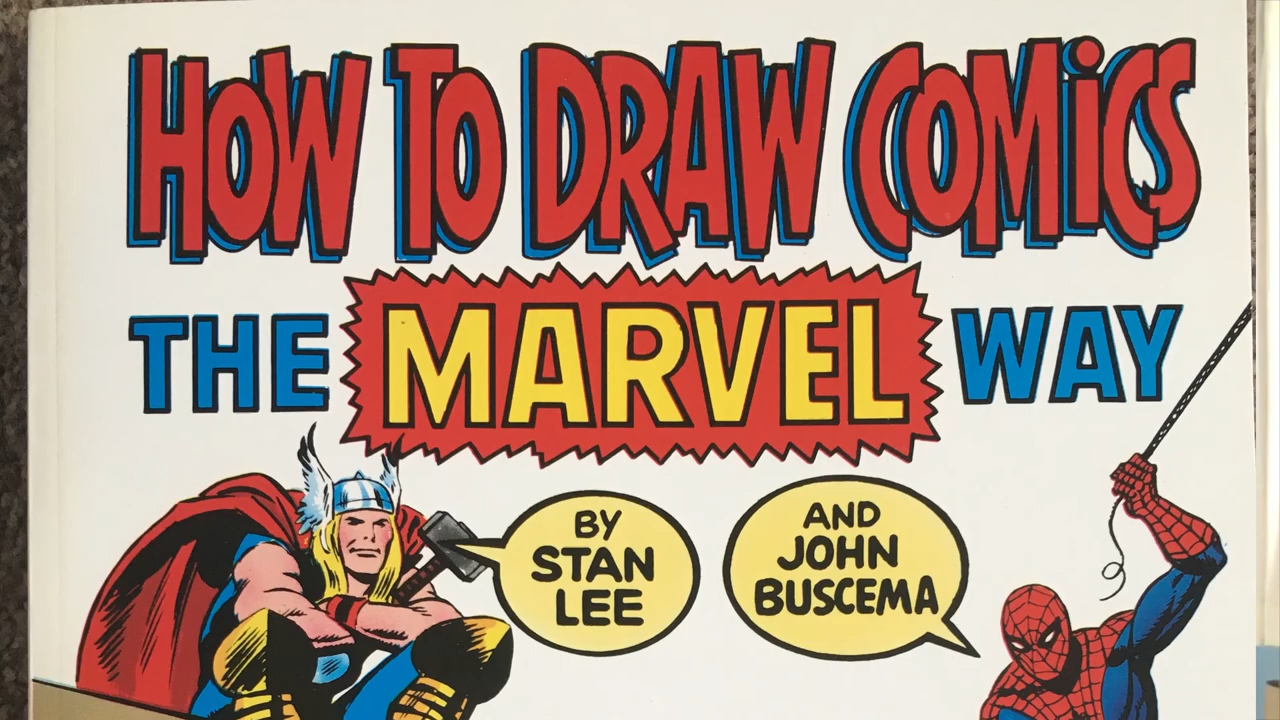 HOW TO DRAW COMiCS
THE MARVEL WAY
BY
STAN
LEE
AND
JOHN
BUSCEMA